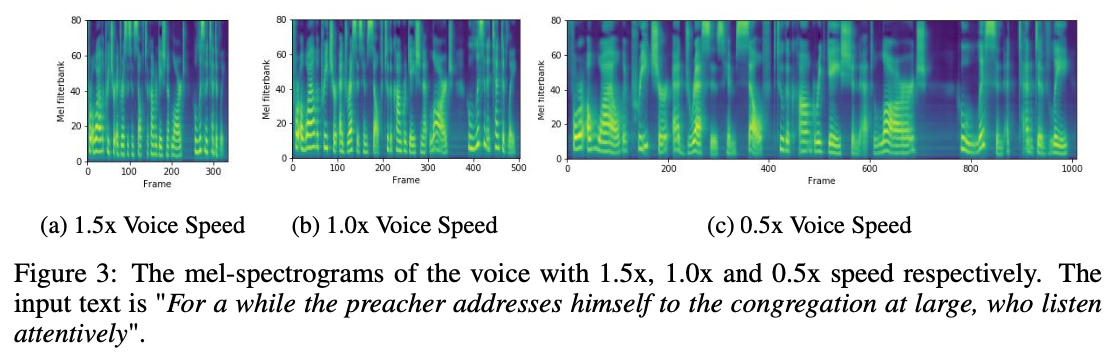 80
60
40
20
0
Mel filterbank
0 100 200 300
Frame
80
60
40
20
0
Mel filterbank
0 100 200 300 400 500
Frame
80
60
40
20
0
Mel filterbank
0 200 400 600 800 1000
Frame
(a) 1.5x Voice Speed
(b) 1.0x Voice Speed
(c) 0.5x Voice Speed
Figure 3: The mel-spectrograms of the voice with 1.5x, 1.0x and 0.5x speed respectively. The
input text is "For a while the preacher addresses himself to the congregation at large, who listen
attentively".